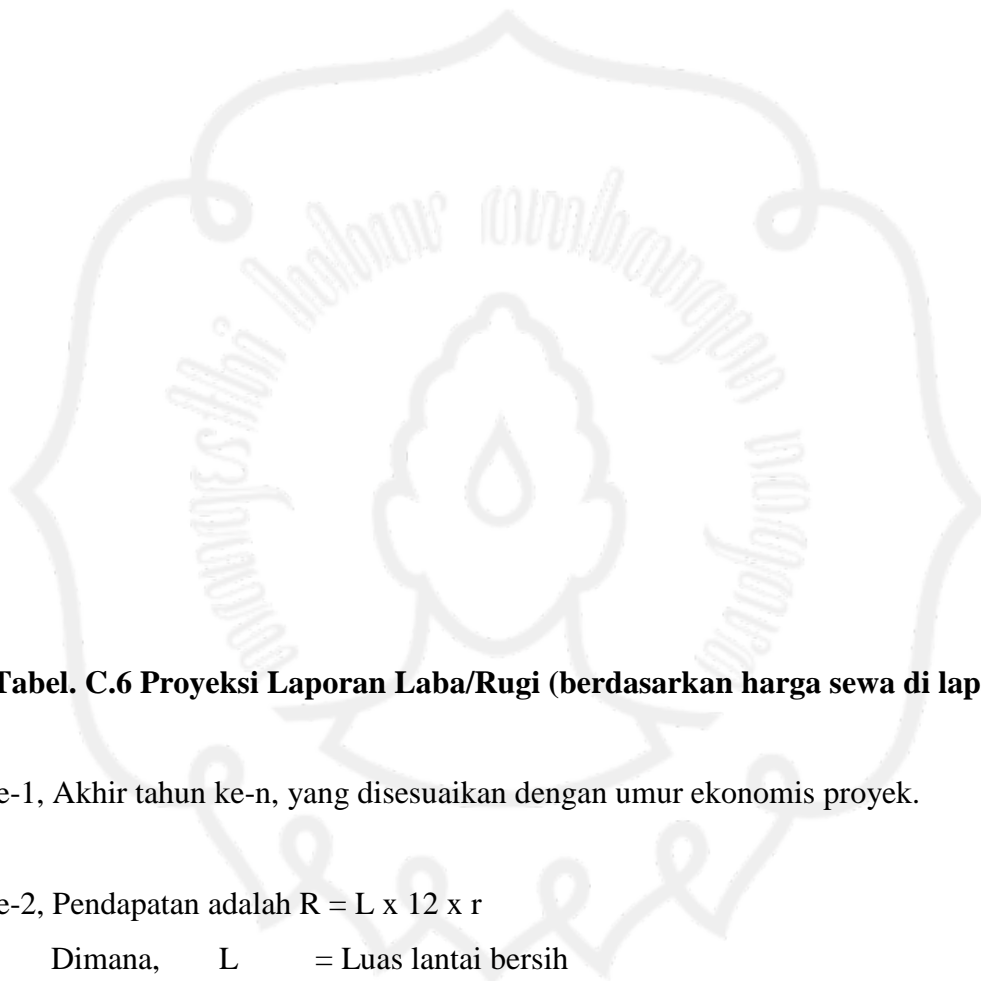 Tabel. C.6 Proyeksi Laporan Laba/Rugi (berdasarkan harga sewa di lap
e-1, Akhir tahun ke-n, yang disesuaikan dengan umur ekonomis proyek.
e-2, Pendapatan adalah R = L x 12 x r
Dimana, L = Luas lantai bersih